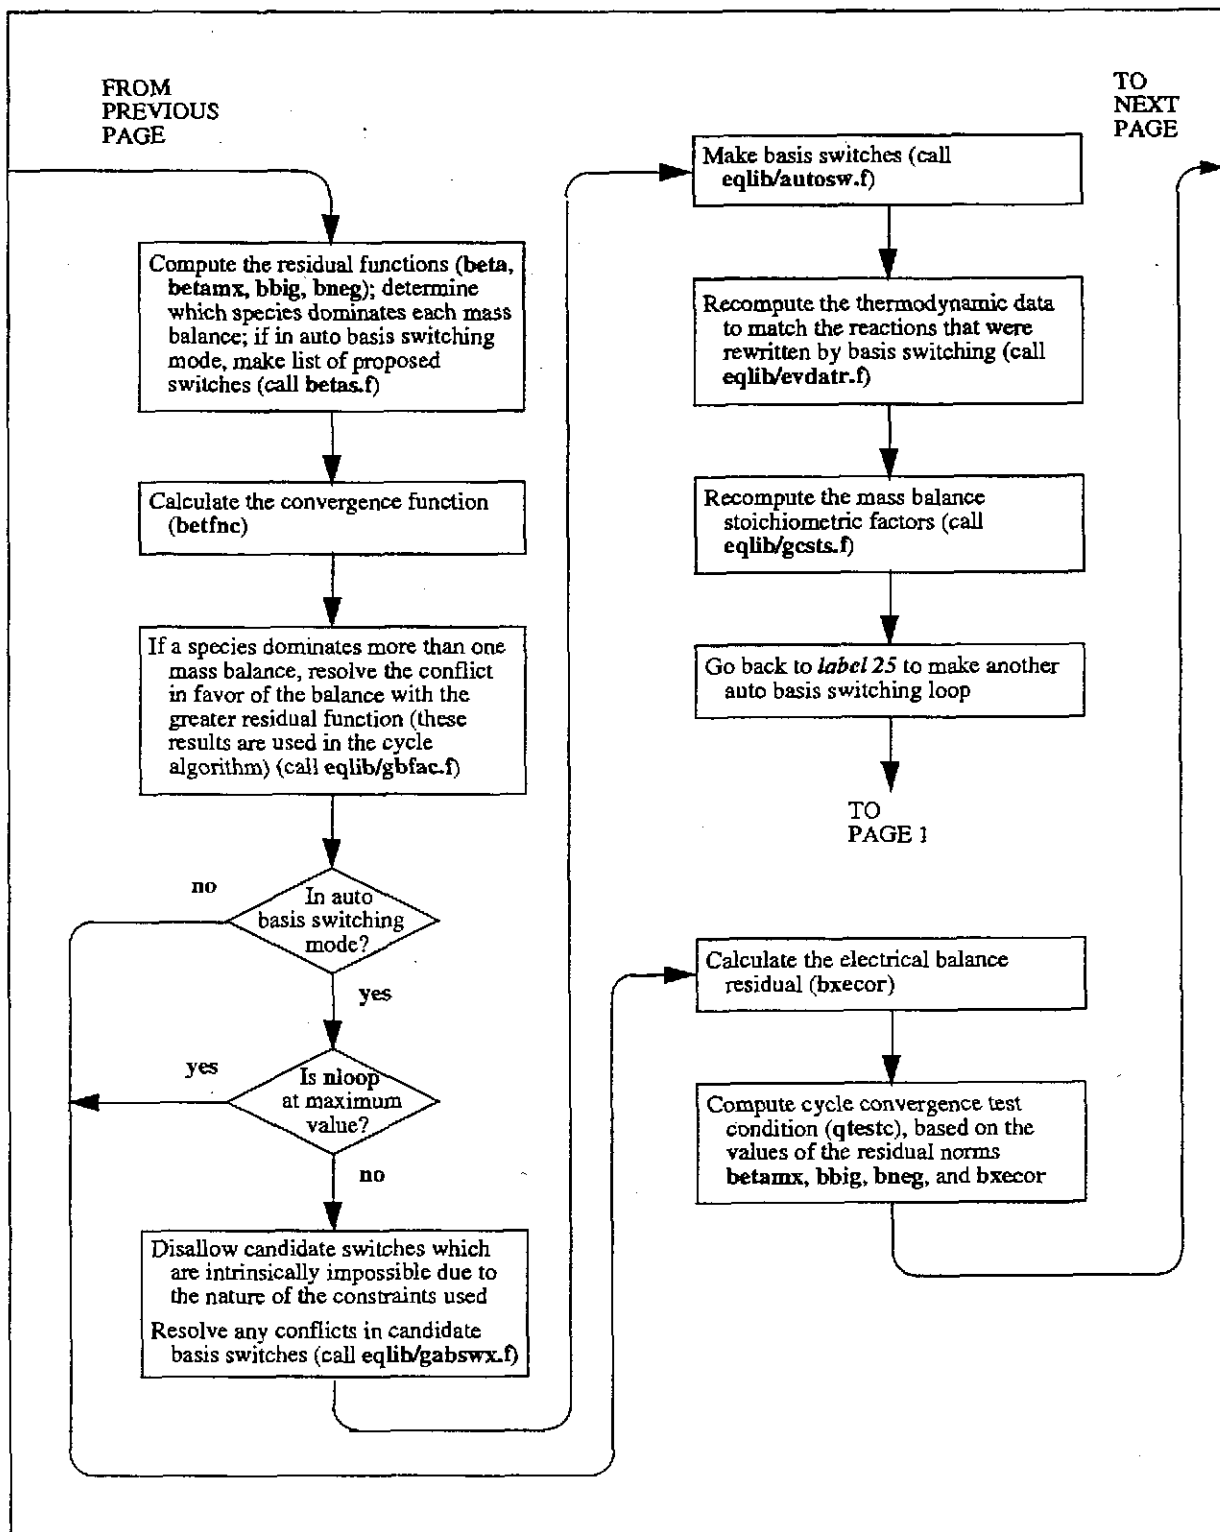 FROM
PREVIOUS
PAGE
Compute the residual functions (beta,
betamx, bbig, bneg); determine
which species dominates each mass
balance; if in auto basis switching
mode, make list of proposed
switches (call betas.f)
Calculate the convergence function
(betfnc)
If a species dominates more than one
mass balance, resolve the conflict
in favor of the balance with the
greater residual function (these
results are used in the cycle
algorithm) (call eqlib/gbfac.f)
In auto
basis switching
mode?
no
yes
Is nloop
at maximum
value?
yes
no
Disallow candidate switches which
are intrinsically impossible due to
the nature of the constraints used
Resolve any conflicts in candidate
basis switches (call eqlib/gabswx.f)
Make basis switches (call
eqlib/autosw.f)
Recompute the thermodynamic data
to match the reactions that were
rewritten by basis switching (call
eqlib/evdatr.f)
Recompute the mass balance
stoichiometric factors (call
eqlib/gcsts.f)
Go back to label 25 to make another
auto basis switching loop
TO
PAGE 1
Calculate the electrical balance
residual (bxecor)
Compute cycle convergence test
condition (qtestc), based on the
values of the residual norms
betamx, bbig, bneg, and bxecor
TO
NEXT
PAGE